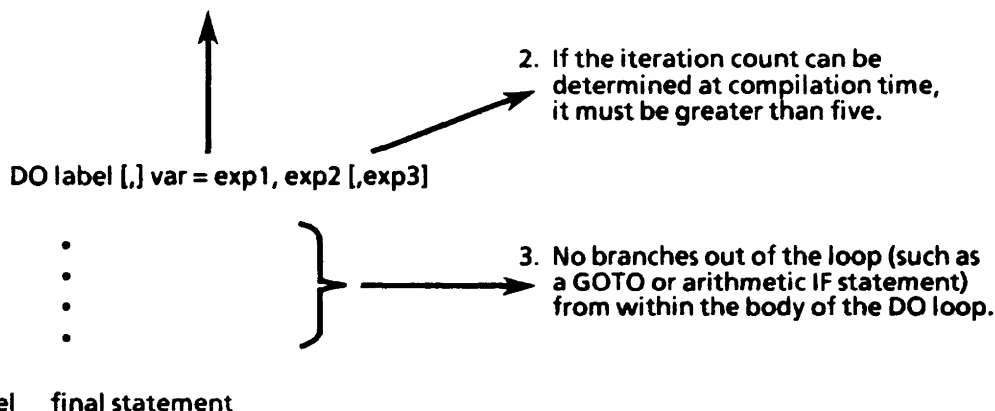 2. If the iteration count can be
determined at compilation time,
it must be greater than five.
DO label [,] var = exp1, exp2 [,exp3]
3. No branches out of the loop (such as
a GOTO or arithmetic IF statement)
from within the body of the DO loop.
el final statement